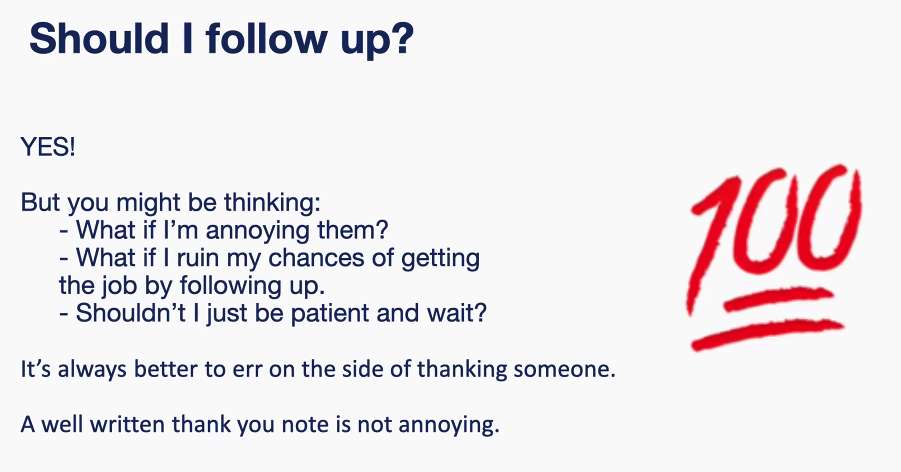 Should I follow up?
YES!
But you might be thinking:
- What if I’m annoying them?
- What if I ruin my chances of getting
the job by following up.
- Shouldn’t I just be patient and wait?
It’s always better to err on the side of thanking someone.
A well written thank you note is not annoying.
100